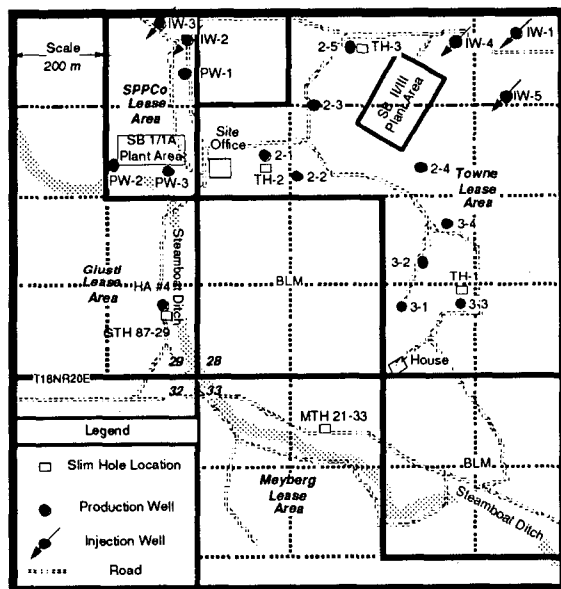 IW-3
IW-2
IW-1
IW-4
2-5
TH-3
Scale
200 m
PW-1
SPPCo
Lease
Area
SB II/III
Plant Area
IW-5
2-3
SB 1/1A
Plant Area
Site
Office
2-1
TH-2
2-2
2-4
Towne
Lease
Area
PW-2
PW-3
3-4
Steamboat Ditch
Giusti
Lease
Area
BLM
3-2
TH-1
HA #4
3-1
3-3
STH 87-29
House
29
28
T18NR20E
32
33
Legend
MTH 21-33
Slim Hole Location
BLM
Meyberg
Lease
Area
Steamboat Ditch
Production Well
Injection Well
Road